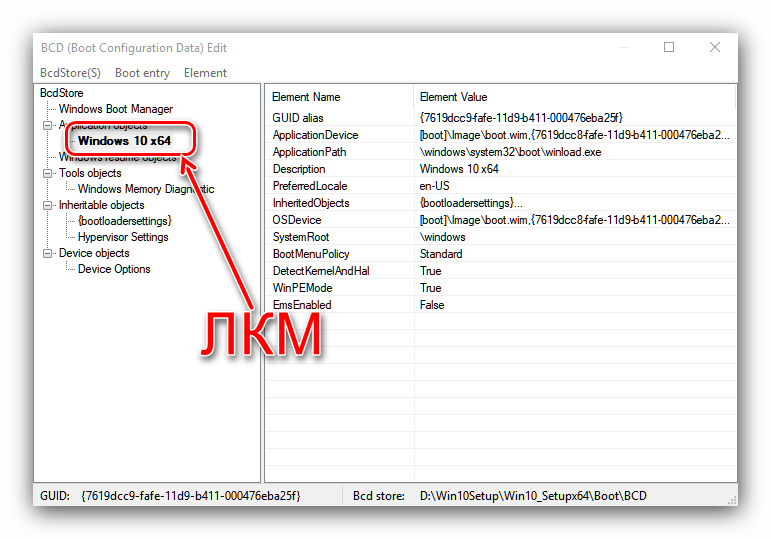 BCD (Boot Configuration Data) Edit
BcdStore(S) Boot entry Element
BcdStore
Windows Boot Manager
Application objects
Windows 10 x64
Windows resume objects
Tools objects
Windows Memory Diagnostic
Inheritable objects
{bootloadersettings}
Hypervisor Settings
Device objects
Device Options
ЛКМ
Element Name Element Value
GUID alias {7619dcc9-fafe-11d9-b411-000476eba25f}
ApplicationDevice [boot]\Image\boot.wim,{7619dcc8-fafe-11d9-b411-000476eba2...
ApplicationPath \windows\system32\boot\winload.exe
Description Windows 10 x64
PreferredLocale en-US
InheritedObjects {bootloadersettings}...
OSDevice [boot]\Image\boot.wim,{7619dcc8-fafe-11d9-b411-000476eba2...
SystemRoot \windows
BootMenuPolicy Standard
DetectKernelAndHal True
WinPEMode True
EmsEnabled False
GUID: {7619dcc9-fafe-11d9-b411-000476eba25f} Bcd store: D:\Win10Setup\Win10_Setupx64\Boot\BCD